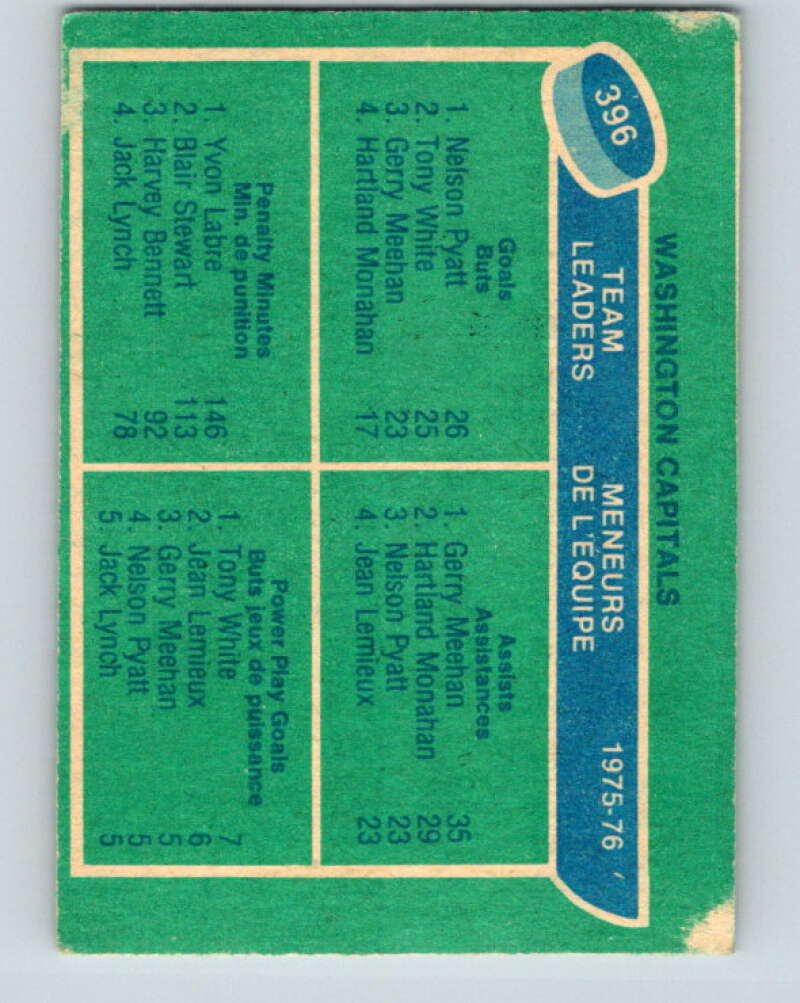 WASHINGTON CAPITALS
396
TEAM LEADERS
MENEURS DE L'ÉQUIPE
1975-76
Goals
Buts
1. Nelson Pyatt 26
2. Tony White 25
3. Gerry Meehan 23
4. Hartland Monahan 17
Assists
Assistances
1. Gerry Meehan 35
2. Hartland Monahan 29
3. Nelson Pyatt 23
4. Jean Lemieux 23
Penalty Minutes
Min. de punition
1. Yvon Labre 146
2. Blair Stewart 113
3. Harvey Bennett 92
4. Jack Lynch 78
Power Play Goals
Buts jeux de puissance
1. Tony White 7
2. Jean Lemieux 6
3. Gerry Meehan 5
4. Nelson Pyatt 5
5. Jack Lynch 5